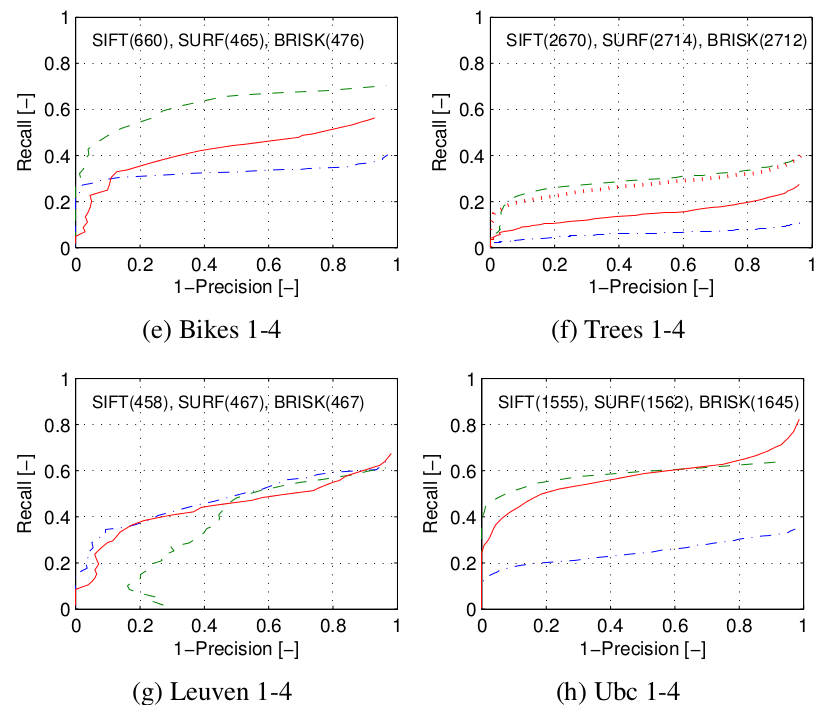 SIFT(660), SURF(465), BRISK(476)
1
0.8
0.6
0.4
0.2
0
Recall [−]
0 0.2 0.4 0.6 0.8 1
1−Precision [−]
(e) Bikes 1-4
SIFT(2670), SURF(2714), BRISK(2712)
1
0.8
0.6
0.4
0.2
0
Recall [−]
0 0.2 0.4 0.6 0.8 1
1−Precision [−]
(f) Trees 1-4
SIFT(458), SURF(467), BRISK(467)
1
0.8
0.6
0.4
0.2
0
Recall [−]
0 0.2 0.4 0.6 0.8 1
1−Precision [−]
(g) Leuven 1-4
SIFT(1555), SURF(1562), BRISK(1645)
1
0.8
0.6
0.4
0.2
0
Recall [−]
0 0.2 0.4 0.6 0.8 1
1−Precision [−]
(h) Ubc 1-4